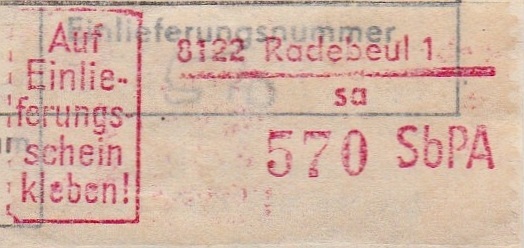 Einlieferungsnummer
Auf
Einlie-
ferungs-
schein
kleben!
8122 Radebeul 1
sa
570 SbPA